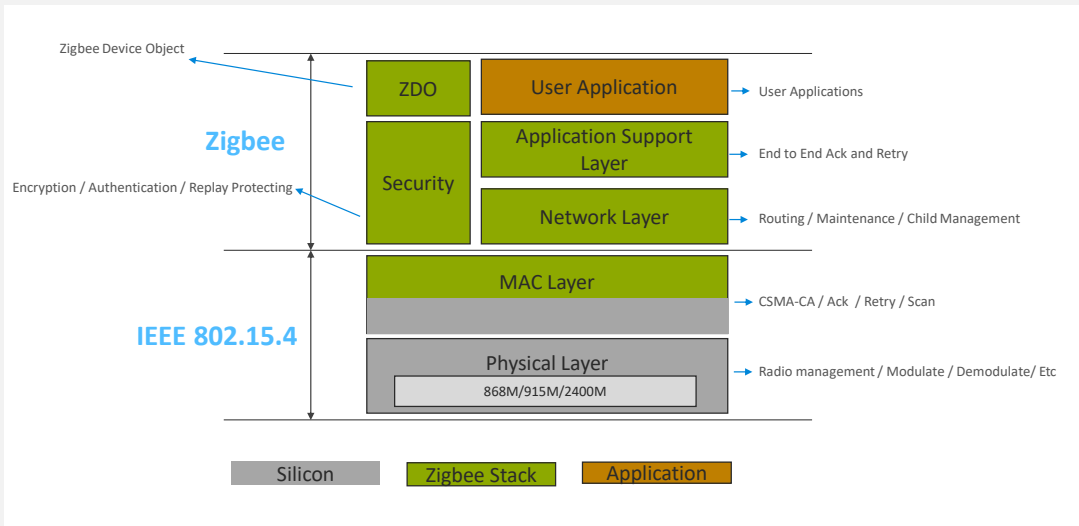 Zigbee Device Object
ZDO
User Application
User Applications
Zigbee
Application Support
Layer
End to End Ack and Retry
Encryption / Authentication / Replay Protecting
Security
Network Layer
Routing / Maintenance / Child Management
MAC Layer
CSMA-CA / Ack / Retry / Scan
IEEE 802.15.4
Physical Layer
868M/915M/2400M
Radio management / Modulate / Demodulate/ Etc
Silicon
Zigbee Stack
Application